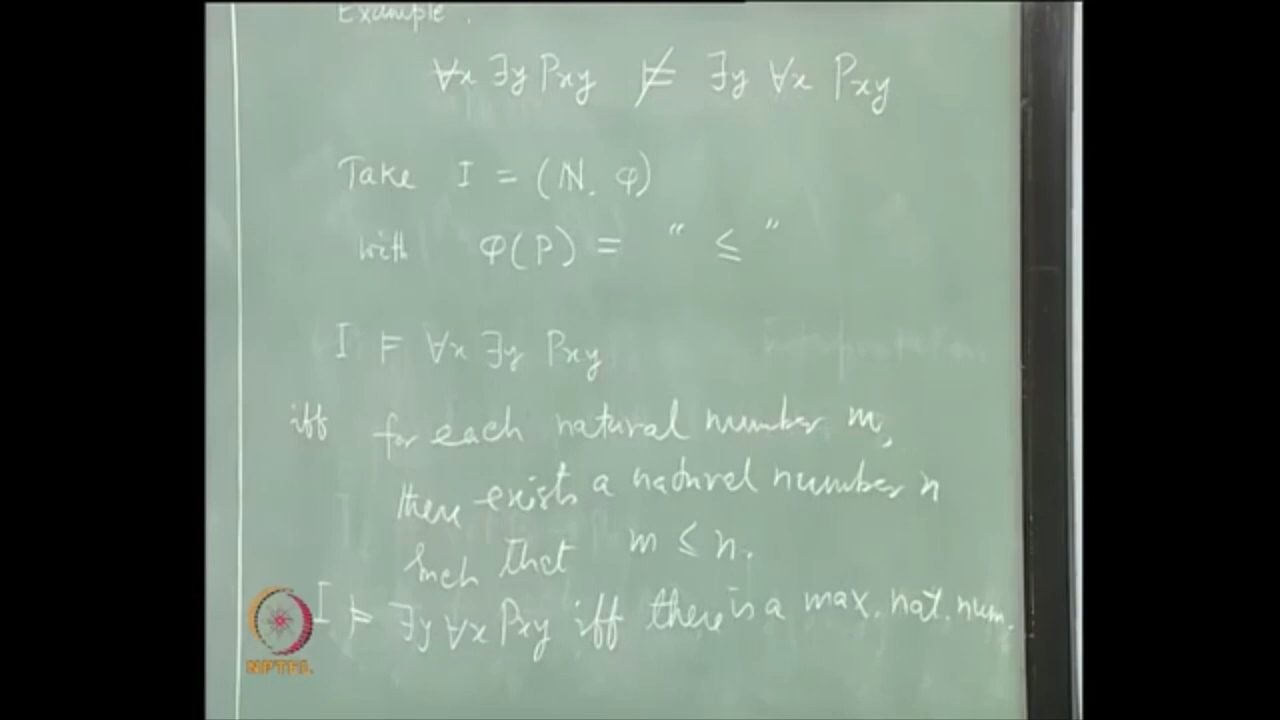 Example.
∀x ∃y Pxy ⊭ ∃y ∀x Pxy
Take I = (ℕ, φ)
with φ(P) = " ≤ "
I ⊨ ∀x ∃y Pxy
iff for each natural number m,
there exists a natural number n
such that m ≤ n.
I ⊨ ∃y ∀x Pxy iff there is a max. nat. num.
NPTEL